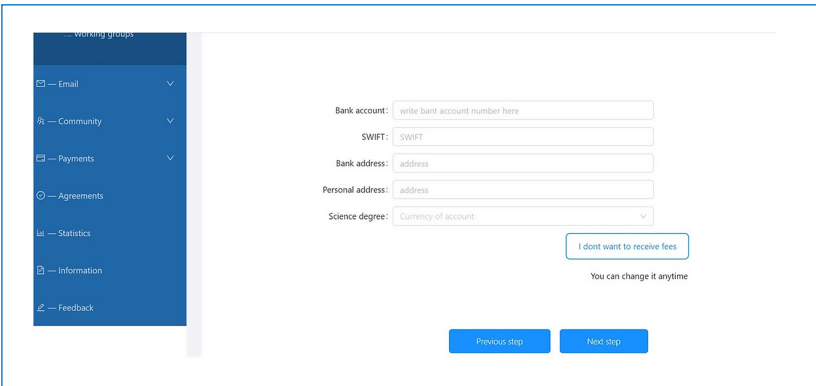 Working groups
— Email
— Community
— Payments
— Agreements
— Statistics
— Information
— Feedback
Bank account: write bant account number here
SWIFT: SWIFT
Bank address: address
Personal address: address
Science degree: Currency of account
I dont want to receive fees
You can change it anytime
Previous step Next step